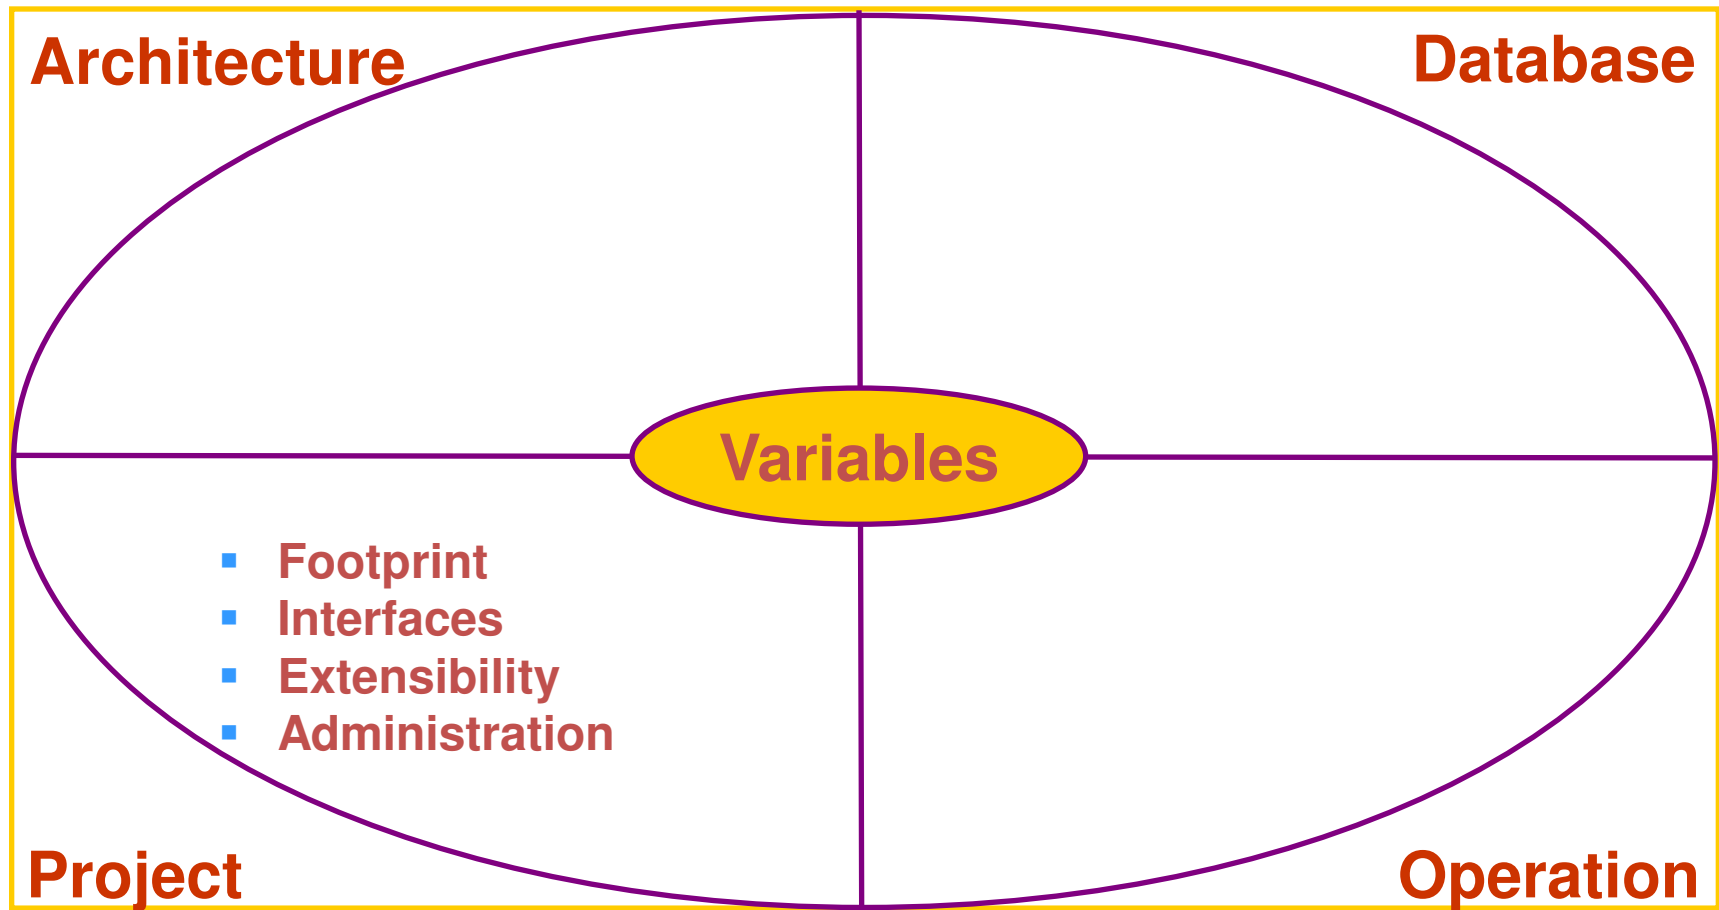 Architecture
Database
Variables
Footprint
Interfaces
Extensibility
Administration
Project
Operation